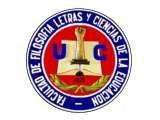 FACULTAD DE FILOSOFIA LETRAS Y CIENCIAS DE LA EDUCACION
U C